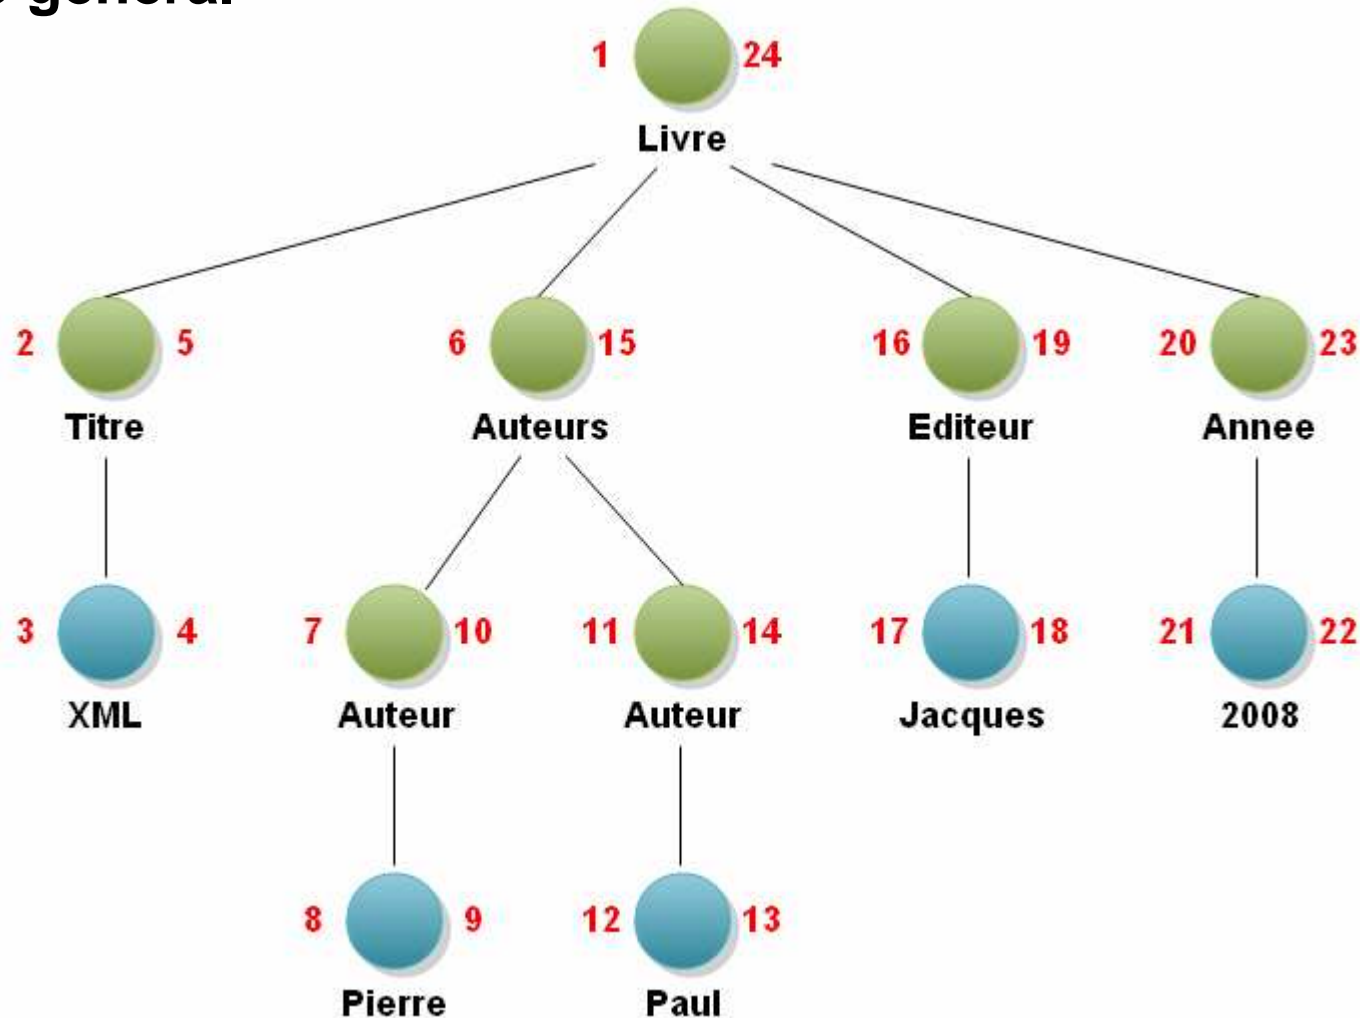 1 24
Livre
2 5 6 15 16 19 20 23
Titre Auteurs Editeur Annee
3 4 7 10 11 14 17 18 21 22
XML Auteur Auteur Jacques 2008
8 9 12 13
Pierre Paul